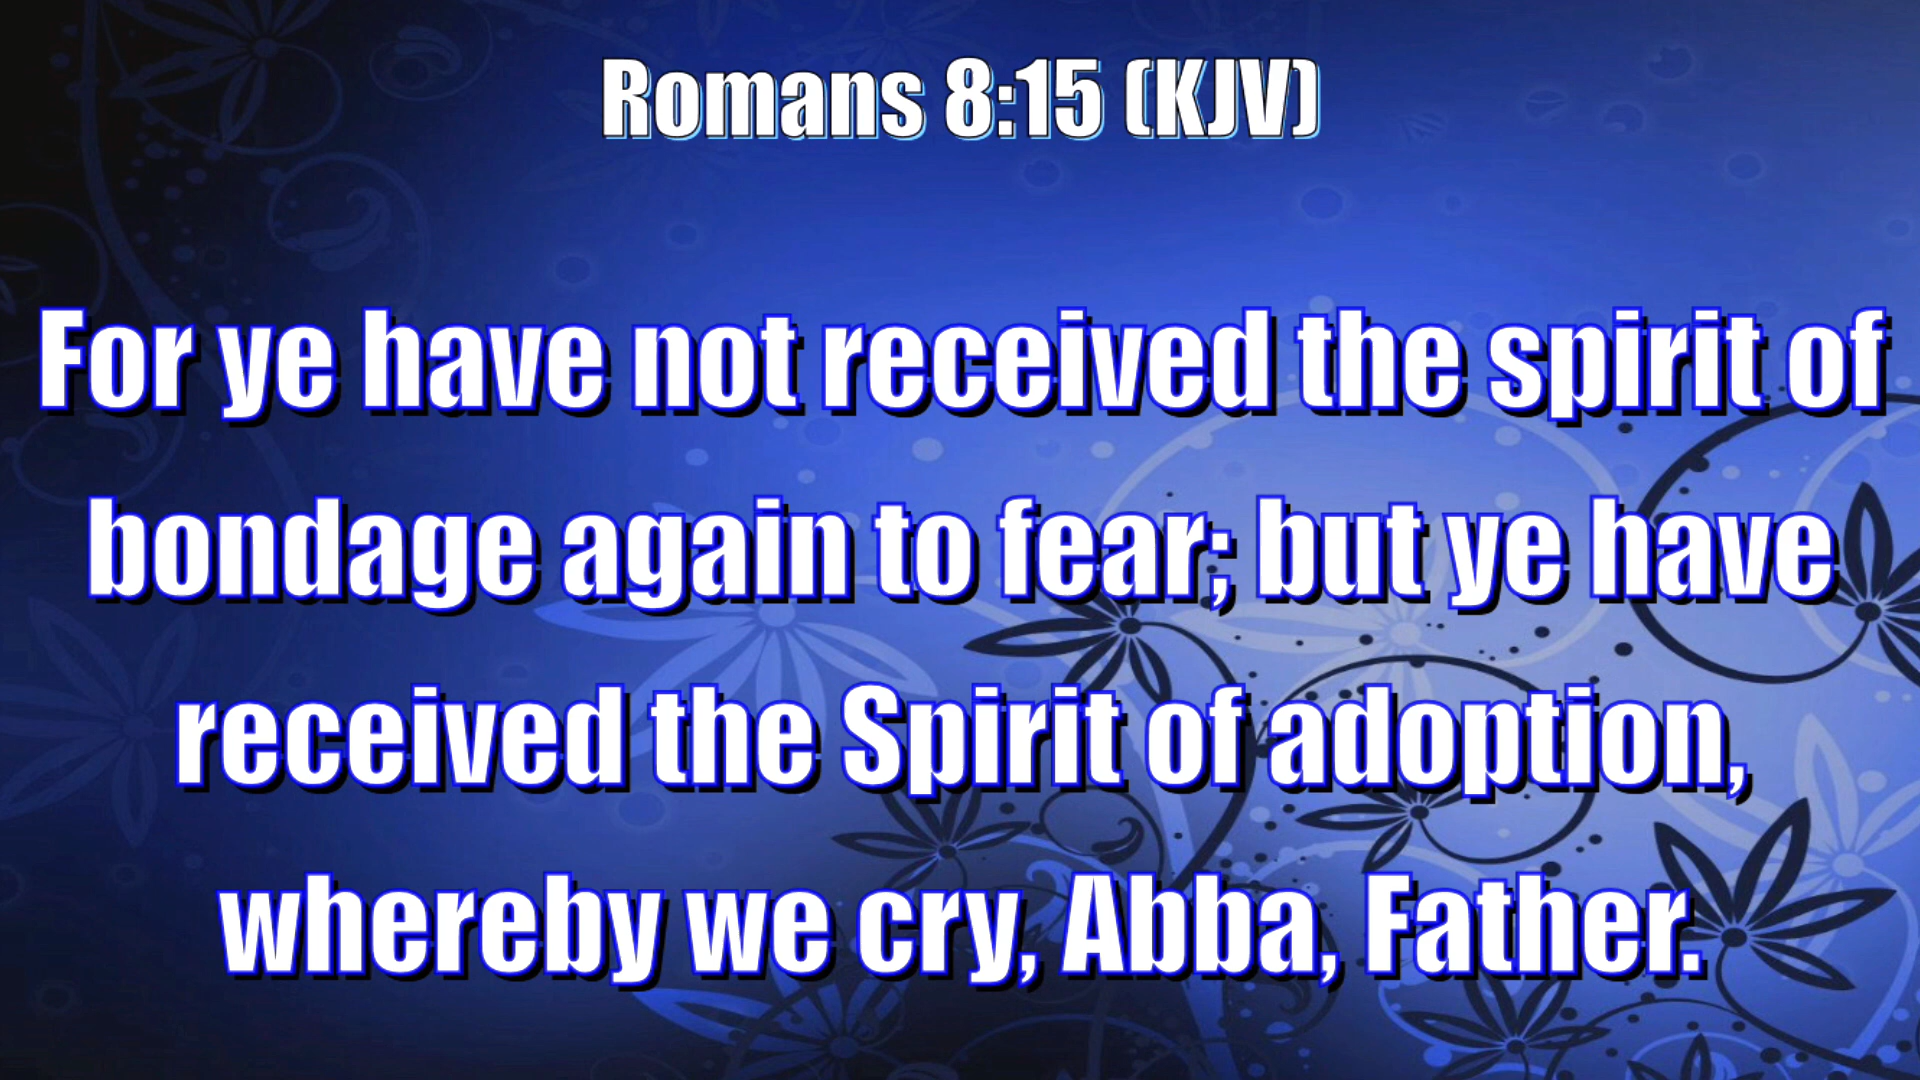 Romans 8:15 (KJV)
For ye have not received the spirit of
bondage again to fear; but ye have
received the Spirit of adoption,
whereby we cry, Abba, Father.